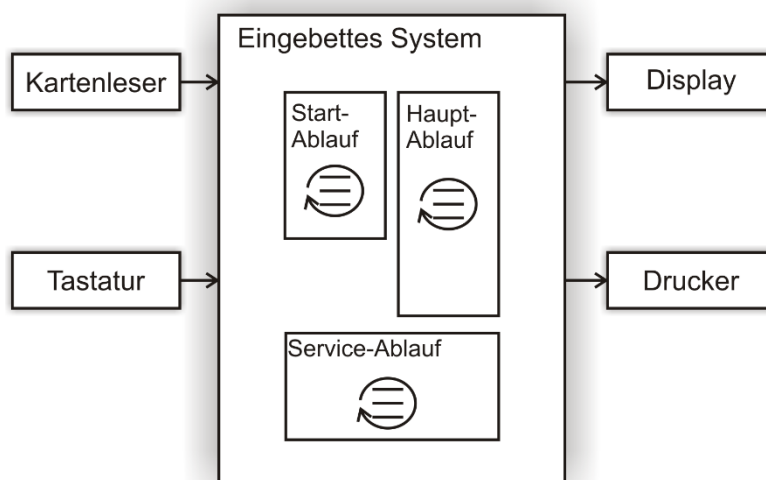 Eingebettes System
Kartenleser
Start-
Ablauf
Haupt-
Ablauf
Display
Tastatur
Drucker
Service-Ablauf